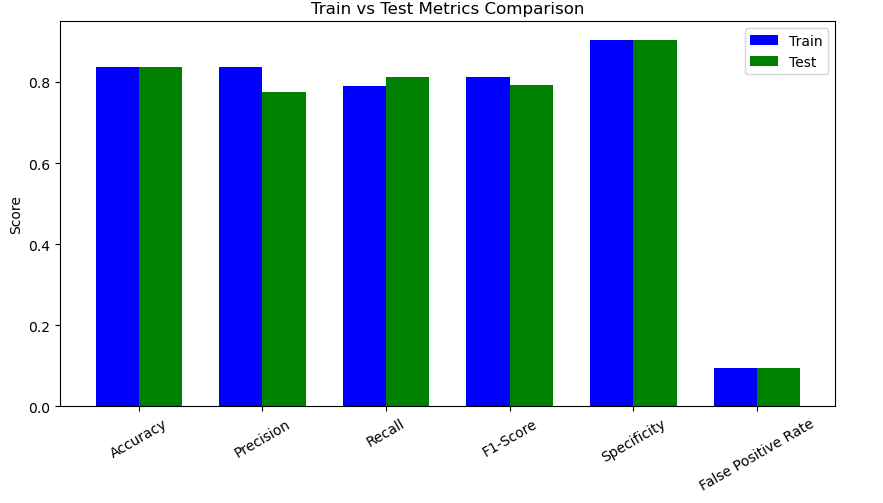 Train vs Test Metrics Comparison
Train
Test
Score
0.8
0.6
0.4
0.2
0.0
Accuracy
Precision
Recall
F1-Score
Specificity
False Positive Rate